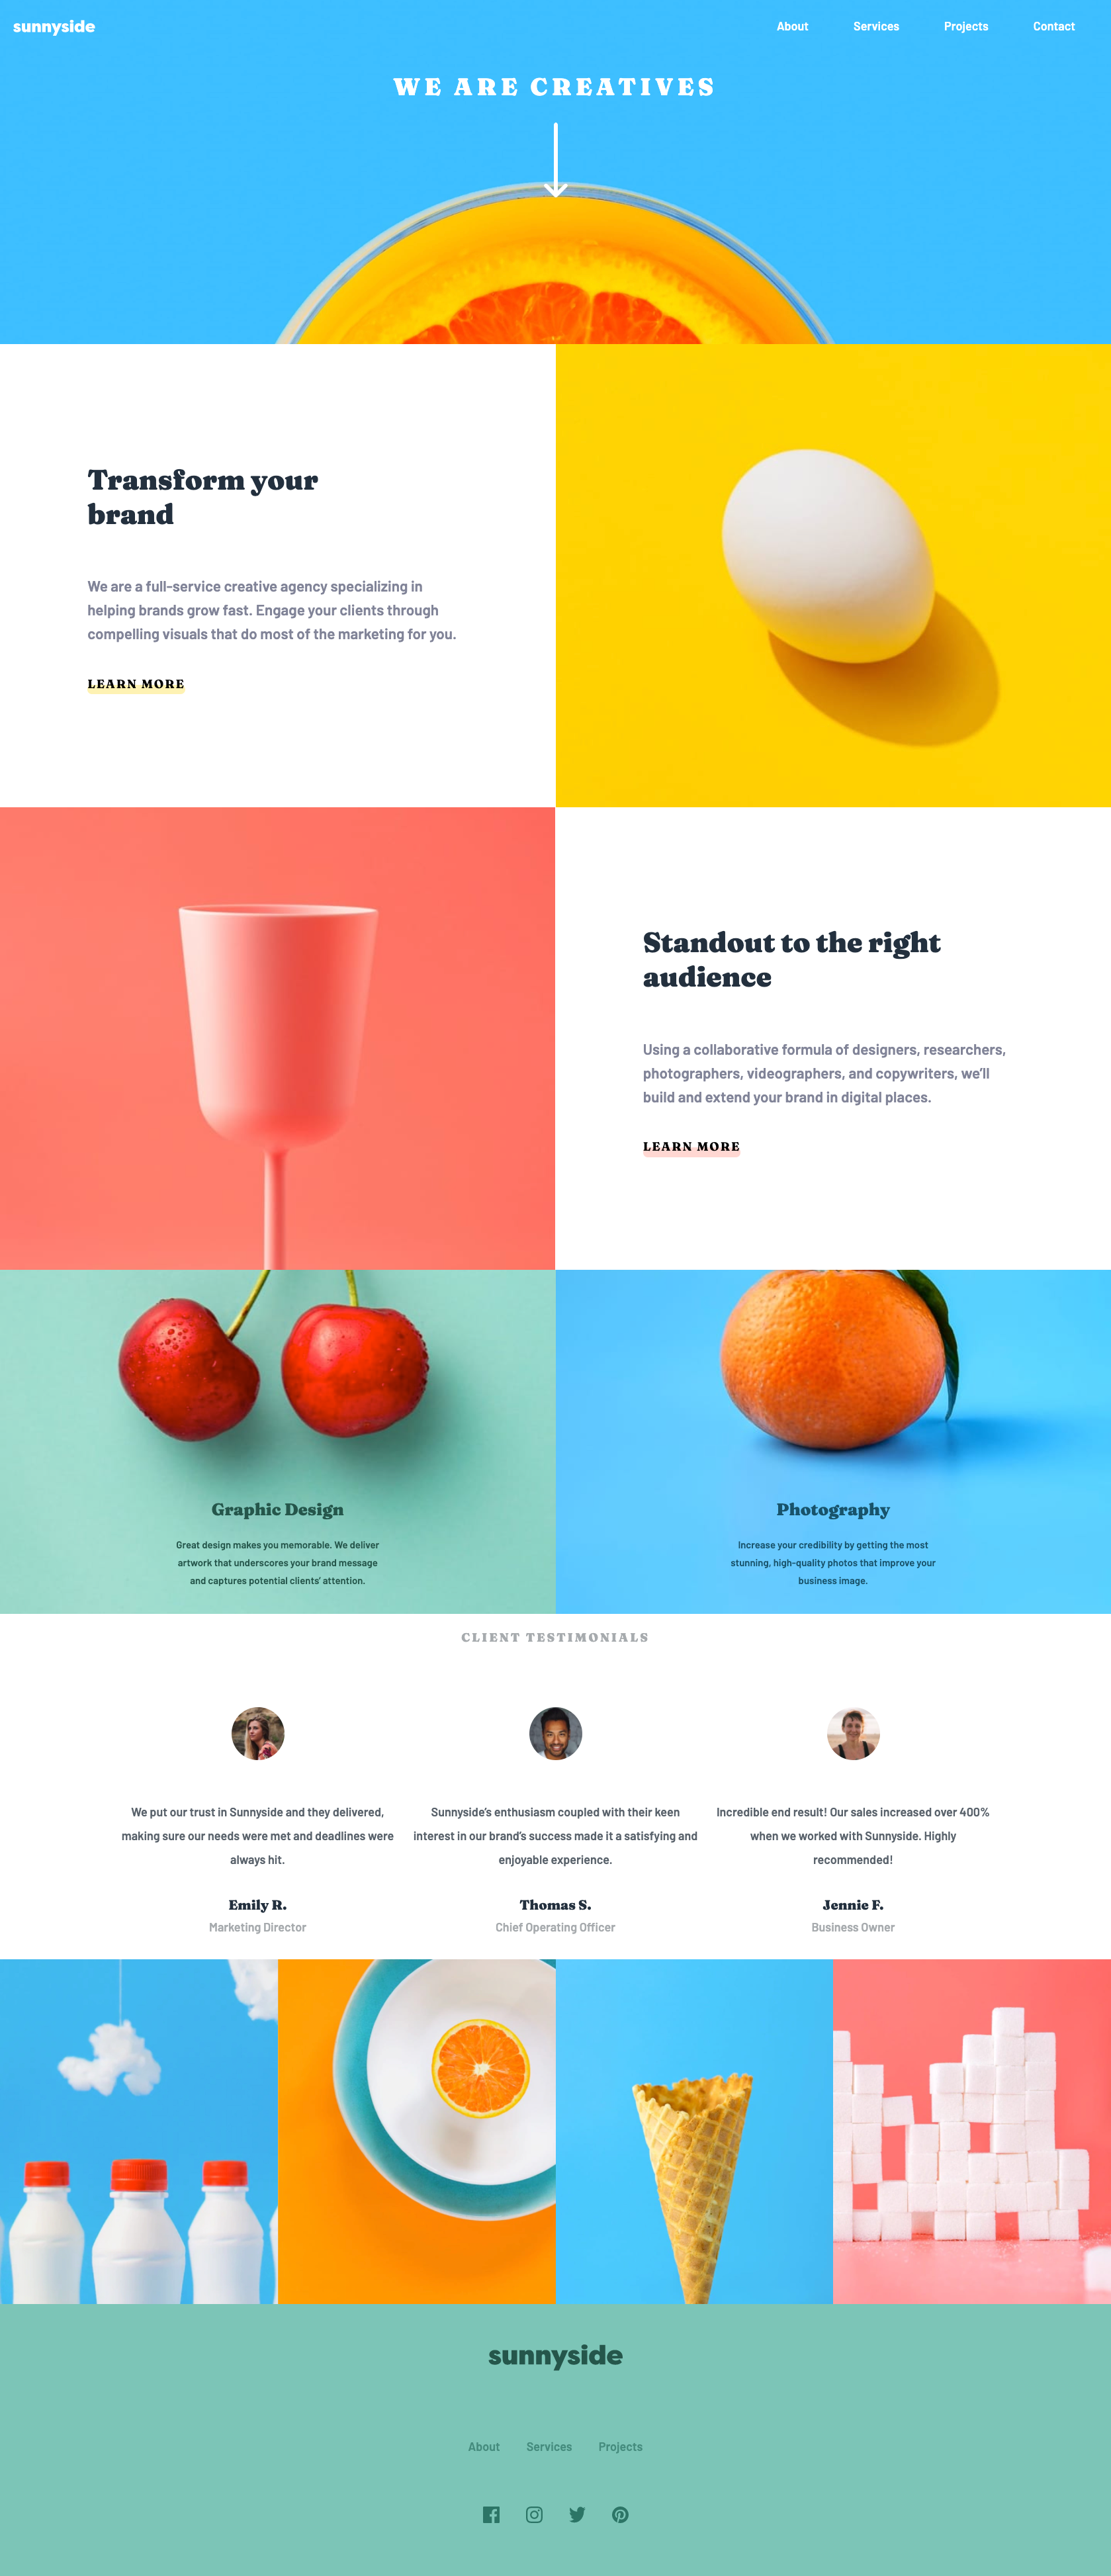 sunnyside
About Services Projects Contact
WE ARE CREATIVES
Transform your
brand
We are a full-service creative agency specializing in
helping brands grow fast. Engage your clients through
compelling visuals that do most of the marketing for you.
LEARN MORE
Standout to the right
audience
Using a collaborative formula of designers, researchers,
photographers, videographers, and copywriters, we'll
build and extend your brand in digital places.
LEARN MORE
Graphic Design
Great design makes you memorable. We deliver
artwork that underscores your brand message
and captures potential clients' attention.
Photography
Increase your credibility by getting the most
stunning, high-quality photos that improve your
business image.
CLIENT TESTIMONIALS
We put our trust in Sunnyside and they delivered,
making sure our needs were met and deadlines were
always hit.
Emily R.
Marketing Director
Sunnyside's enthusiasm coupled with their keen
interest in our brand's success made it a satisfying and
enjoyable experience.
Thomas S.
Chief Operating Officer
Incredible end result! Our sales increased over 400%
when we worked with Sunnyside. Highly
recommended!
Jennie F.
Business Owner
sunnyside
About Services Projects